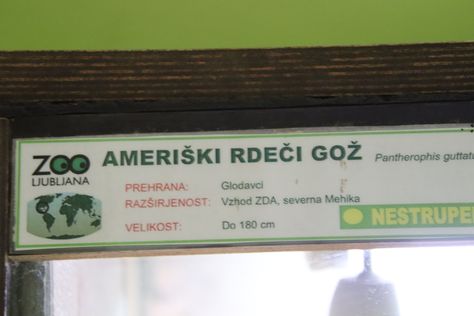 ZOO
LJUBLJANA
AMERIŠKI RDEČI GOŽ Pantherophis guttat
PREHRANA: Glodavci
RAZŠIRJENOST: Vzhod ZDA, severna Mehika
VELIKOST: Do 180 cm
NESTRUPE